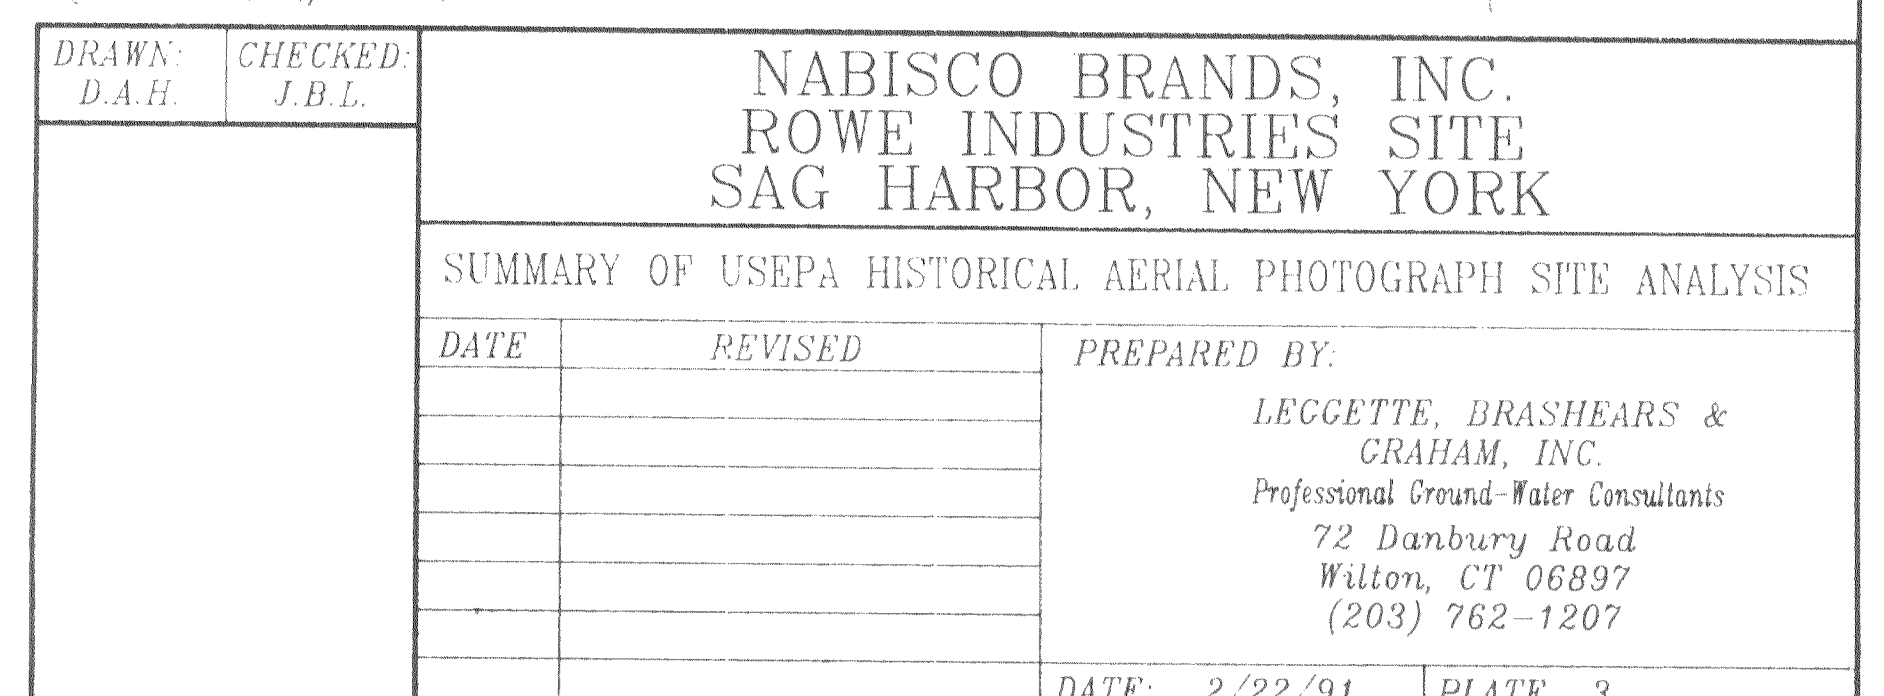 DRAWN:
D.A.H.
CHECKED:
J.B.L.
NABISCO BRANDS, INC.
ROWE INDUSTRIES SITE
SAG HARBOR, NEW YORK
SUMMARY OF USEPA HISTORICAL AERIAL PHOTOGRAPH SITE ANALYSIS
DATE REVISED
PREPARED BY:
LEGGETTE, BRASHEARS &
GRAHAM, INC.
Professional Ground-Water Consultants
72 Danbury Road
Wilton, CT 06897
(203) 762-1207
DATE: 2/22/91 PLATE 3